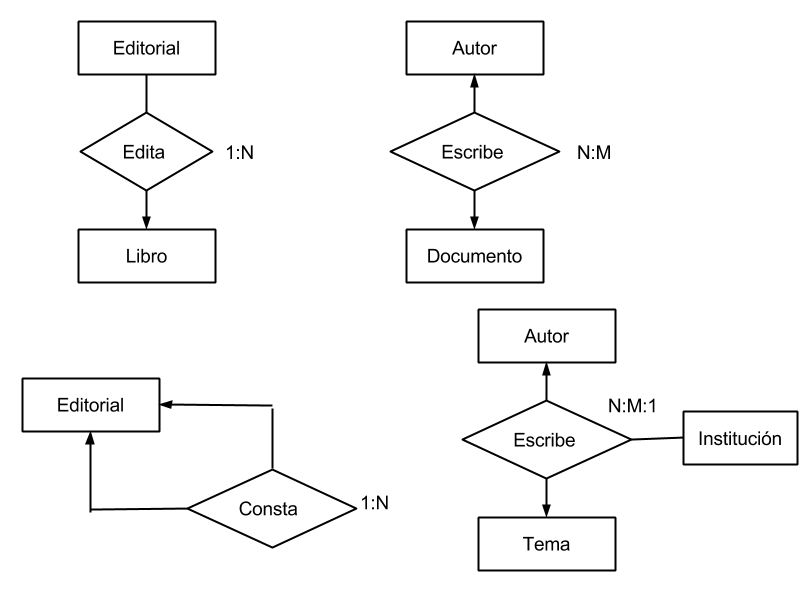 Editorial
Edita
1:N
Libro
Autor
Escribe
N:M
Documento
Editorial
Consta
1:N
Autor
N:M:1
Escribe
Institución
Tema